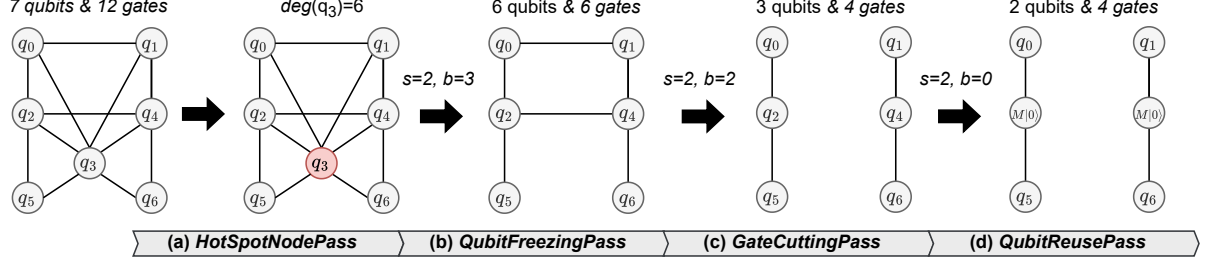 7 qubits & 12 gates deg(q3)=6 6 qubits & 6 gates 3 qubits & 4 gates 2 qubits & 4 gates
q0 q1 q0 q1 q0 q1 q0 q1 q0 q1
s=2, b=3 s=2, b=2 s=2, b=0
q2 q4 q2 q4 q2 q4 q2 q4 M|0⟩ M|0⟩
q3 q3
q5 q6 q5 q6 q5 q6 q5 q6 q5 q6
(a) HotSpotNodePass (b) QubitFreezingPass (c) GateCuttingPass (d) QubitReusePass